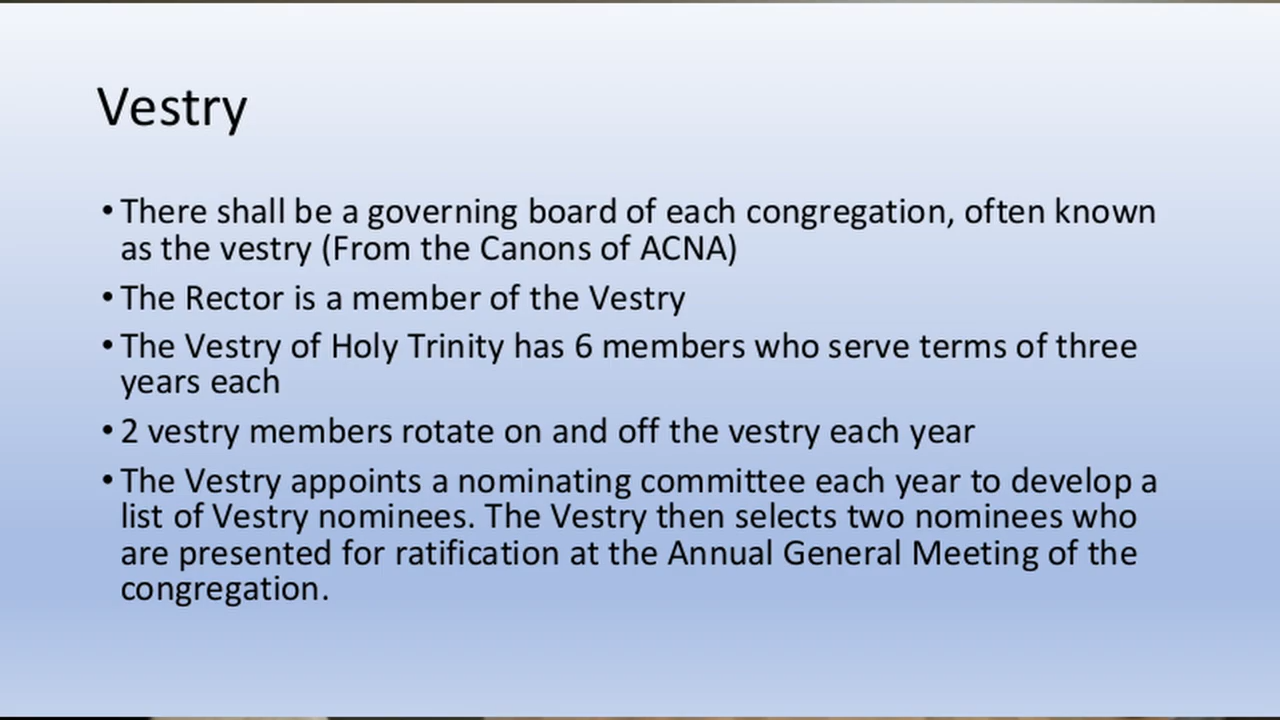 Vestry
• There shall be a governing board of each congregation, often known
as the vestry (From the Canons of ACNA)
• The Rector is a member of the Vestry
• The Vestry of Holy Trinity has 6 members who serve terms of three
years each
• 2 vestry members rotate on and off the vestry each year
• The Vestry appoints a nominating committee each year to develop a
list of Vestry nominees. The Vestry then selects two nominees who
are presented for ratification at the Annual General Meeting of the
congregation.